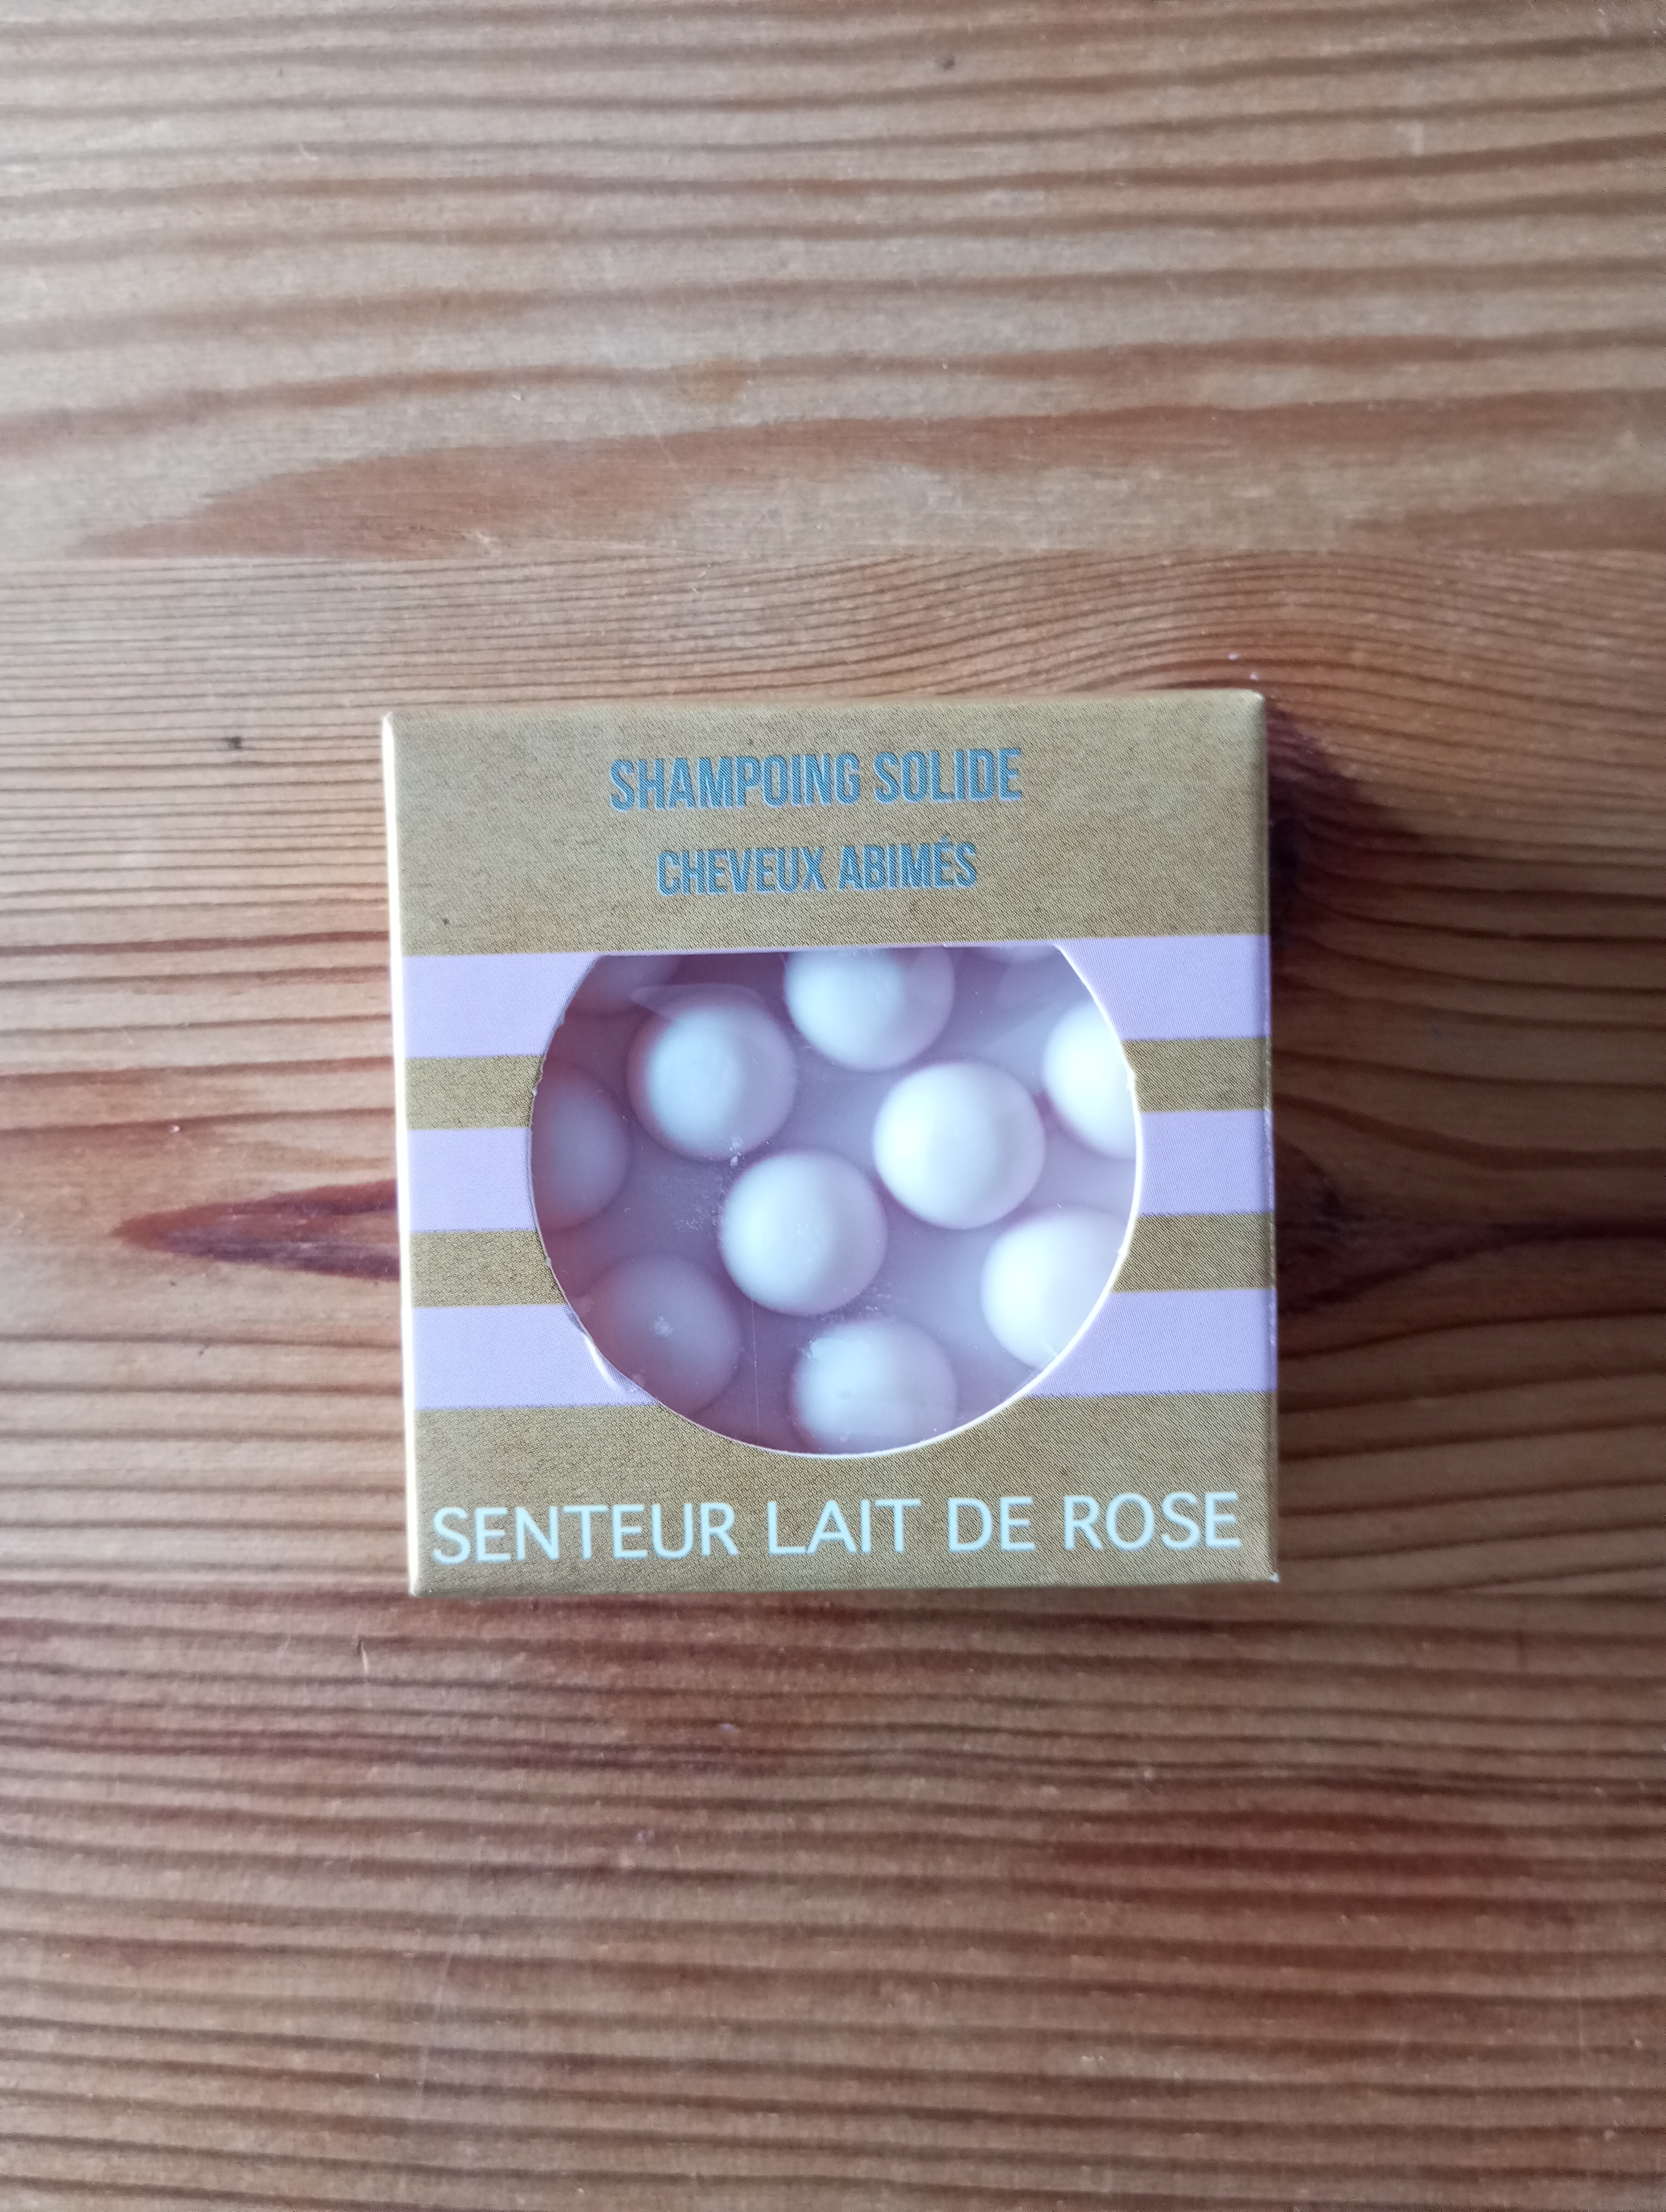 SHAMPOING SOLIDE
CHEVEUX ABIMÉS
SENTEUR LAIT DE ROSE